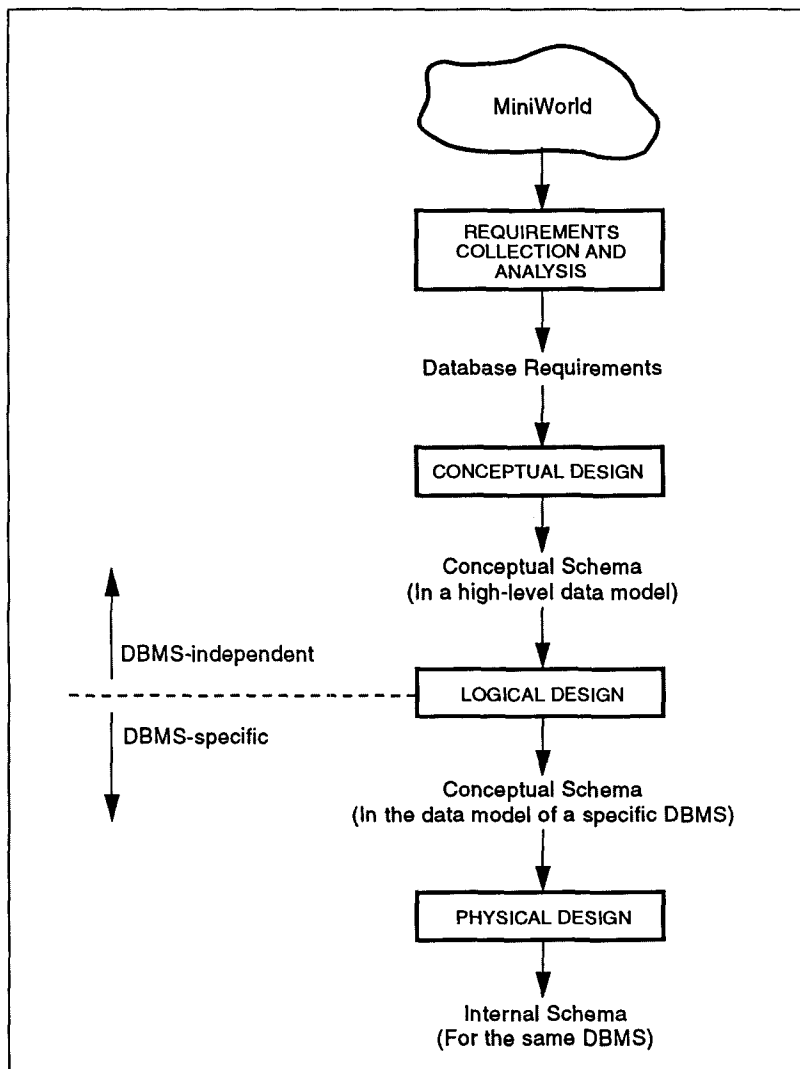 MiniWorld
REQUIREMENTS
COLLECTION AND
ANALYSIS
Database Requirements
CONCEPTUAL DESIGN
Conceptual Schema
(In a high-level data model)
DBMS-independent
LOGICAL DESIGN
DBMS-specific
Conceptual Schema
(In the data model of a specific DBMS)
PHYSICAL DESIGN
Internal Schema
(For the same DBMS)